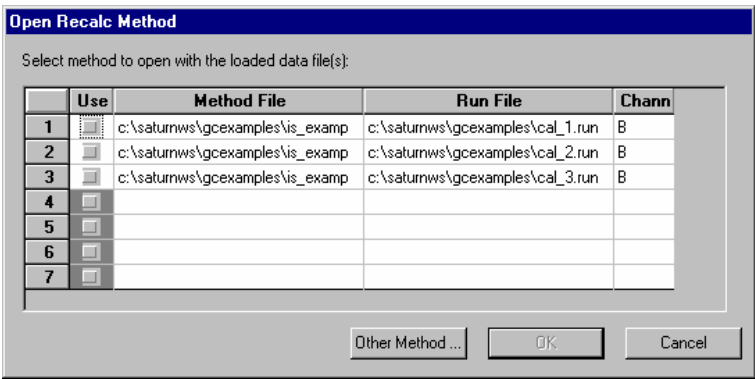 Open Recalc Method
Select method to open with the loaded data file(s):
Use Method File Run File Chann
1 c:\saturnws\gcexamples\is_examp c:\saturnws\gcexamples\cal_1.run B
2 c:\saturnws\gcexamples\is_examp c:\saturnws\gcexamples\cal_2.run B
3 c:\saturnws\gcexamples\is_examp c:\saturnws\gcexamples\cal_3.run B
4
5
6
7
Other Method ... OK Cancel